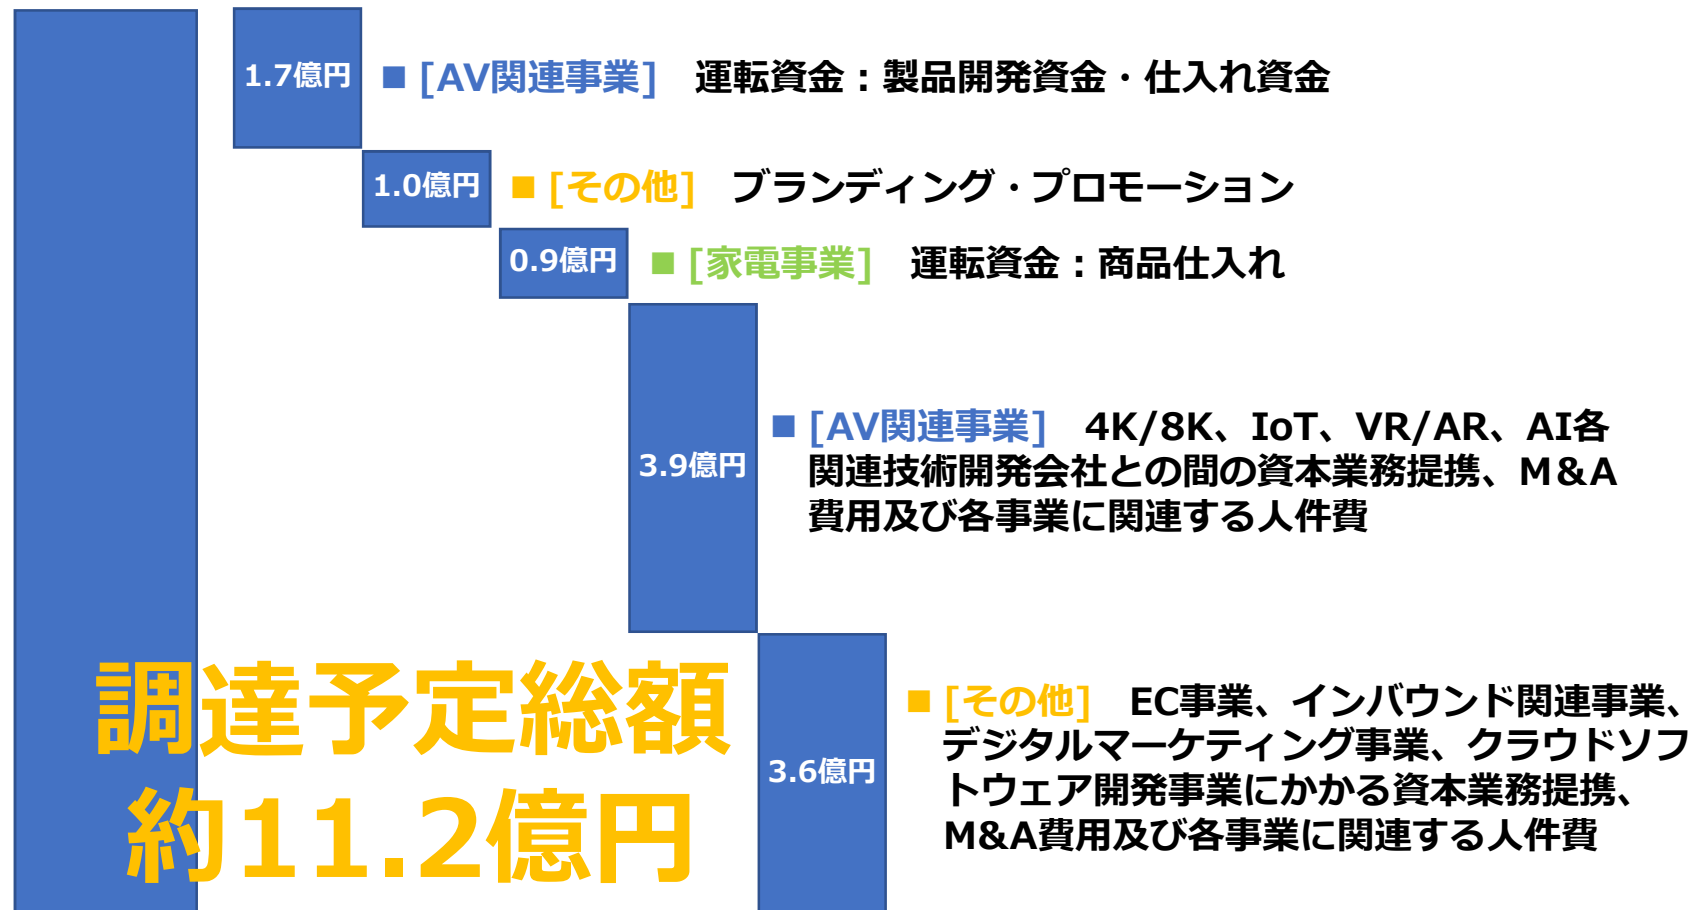 1.7億円 ■ [AV関連事業] 運転資金：製品開発資金・仕入れ資金
1.0億円 ■ [その他] ブランディング・プロモーション
0.9億円 ■ [家電事業] 運転資金：商品仕入れ
3.9億円
■ [AV関連事業] 4K/8K、IoT、VR/AR、AI各
関連技術開発会社との間の資本業務提携、M＆A
費用及び各事業に関連する人件費
3.6億円
■ [その他] EC事業、インバウンド関連事業、
デジタルマーケティング事業、クラウドソフ
トウェア開発事業にかかる資本業務提携、
M&A費用及び各事業に関連する人件費
調達予定総額
約11.2億円